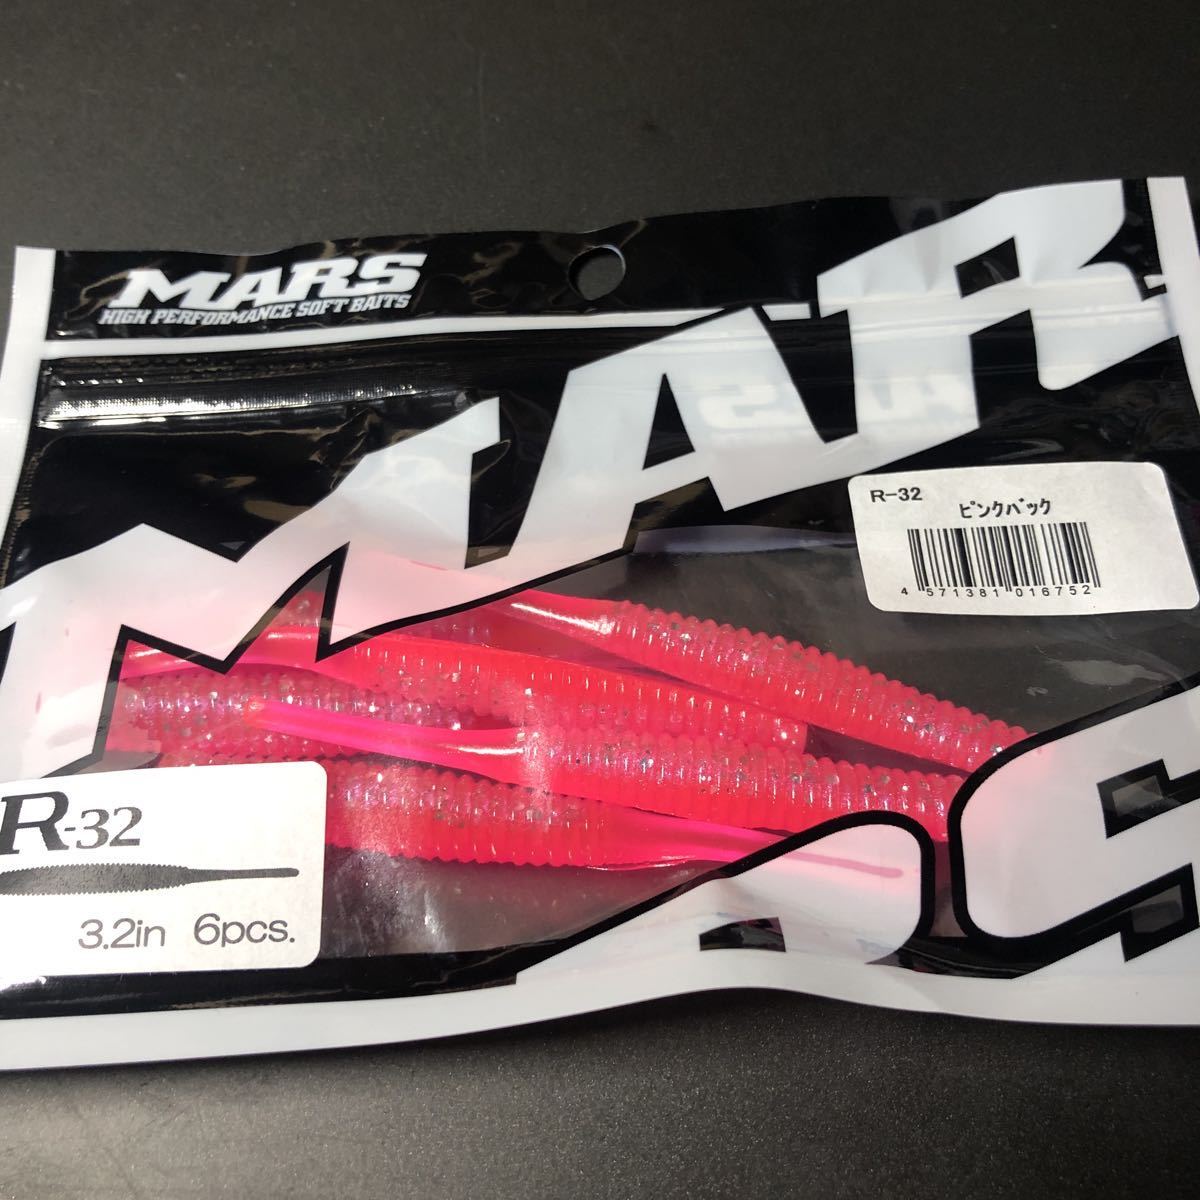 MARS
HIGH PERFORMANCE SOFT BAITS
MARS
R-32
ピンクバック
4 571381 016752
R-32
3.2in 6pcs.